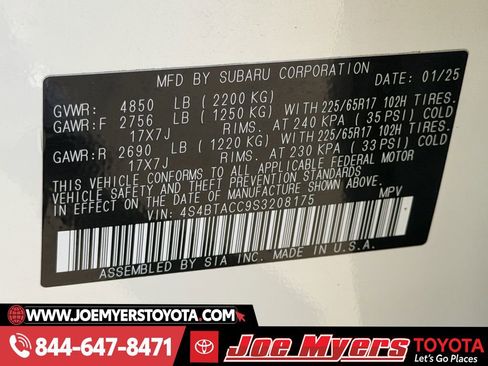 MFD BY SUBARU CORPORATION DATE: 01/25
GVWR: 4850 LB (2200 KG)
GAWR:F 2756 LB (1250 KG) WITH 225/65R17 102H TIRES.
17X7J RIMS. AT 240 KPA (35 PSI) COLD
GAWR:R 2690 LB (1220 KG) WITH 225/65R17 102H TIRES.
17X7J RIMS. AT 230 KPA (33 PSI) COLD
THIS VEHICLE CONFORMS TO ALL APPLICABLE FEDERAL MOTOR
VEHICLE SAFETY AND THEFT PREVENTION STANDARDS
IN EFFECT ON THE DATE OF MANUFACTURE SHOWN ABOVE.
VIN: 4S4BTACC9S3208175 MPV
ASSEMBLED BY SIA INC. MADE IN U.S.A.
WWW.JOEMYERSTOYOTA.COM
844-647-8471
Joe Myers TOYOTA
Let's Go Places